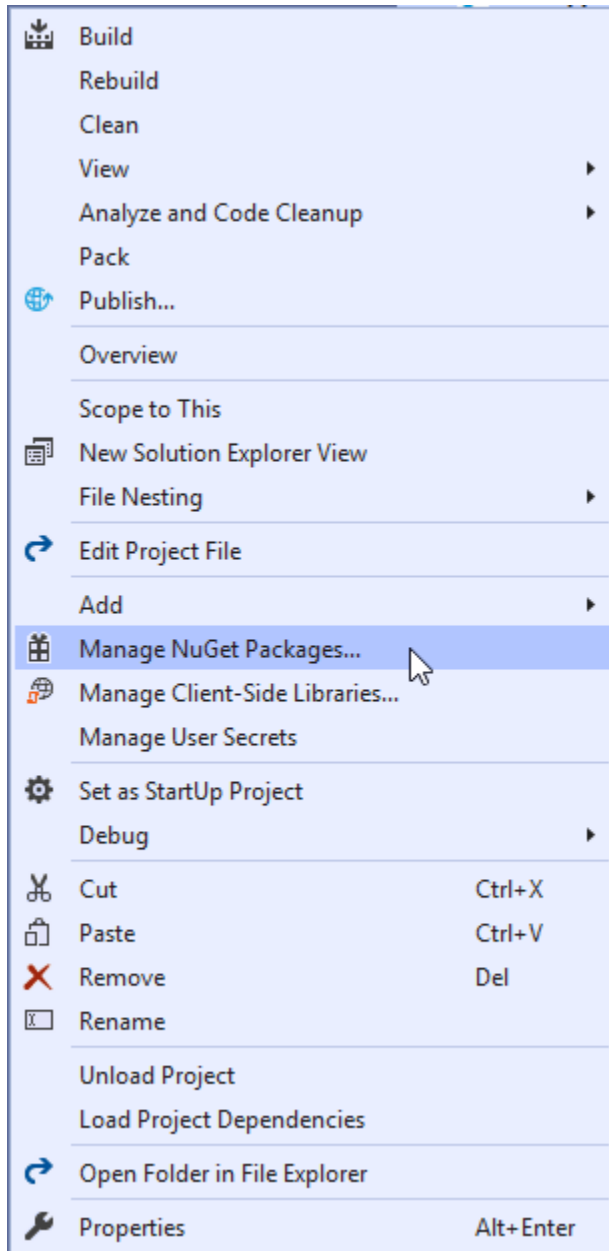 Build
Rebuild
Clean
View
Analyze and Code Cleanup
Pack
Publish...
Overview
Scope to This
New Solution Explorer View
File Nesting
Edit Project File
Add
Manage NuGet Packages...
Manage Client-Side Libraries...
Manage User Secrets
Set as StartUp Project
Debug
Cut Ctrl+X
Paste Ctrl+V
Remove Del
Rename
Unload Project
Load Project Dependencies
Open Folder in File Explorer
Properties Alt+Enter